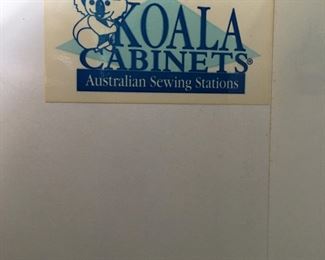 KOALA
CABINETS®
Australian Sewing Stations